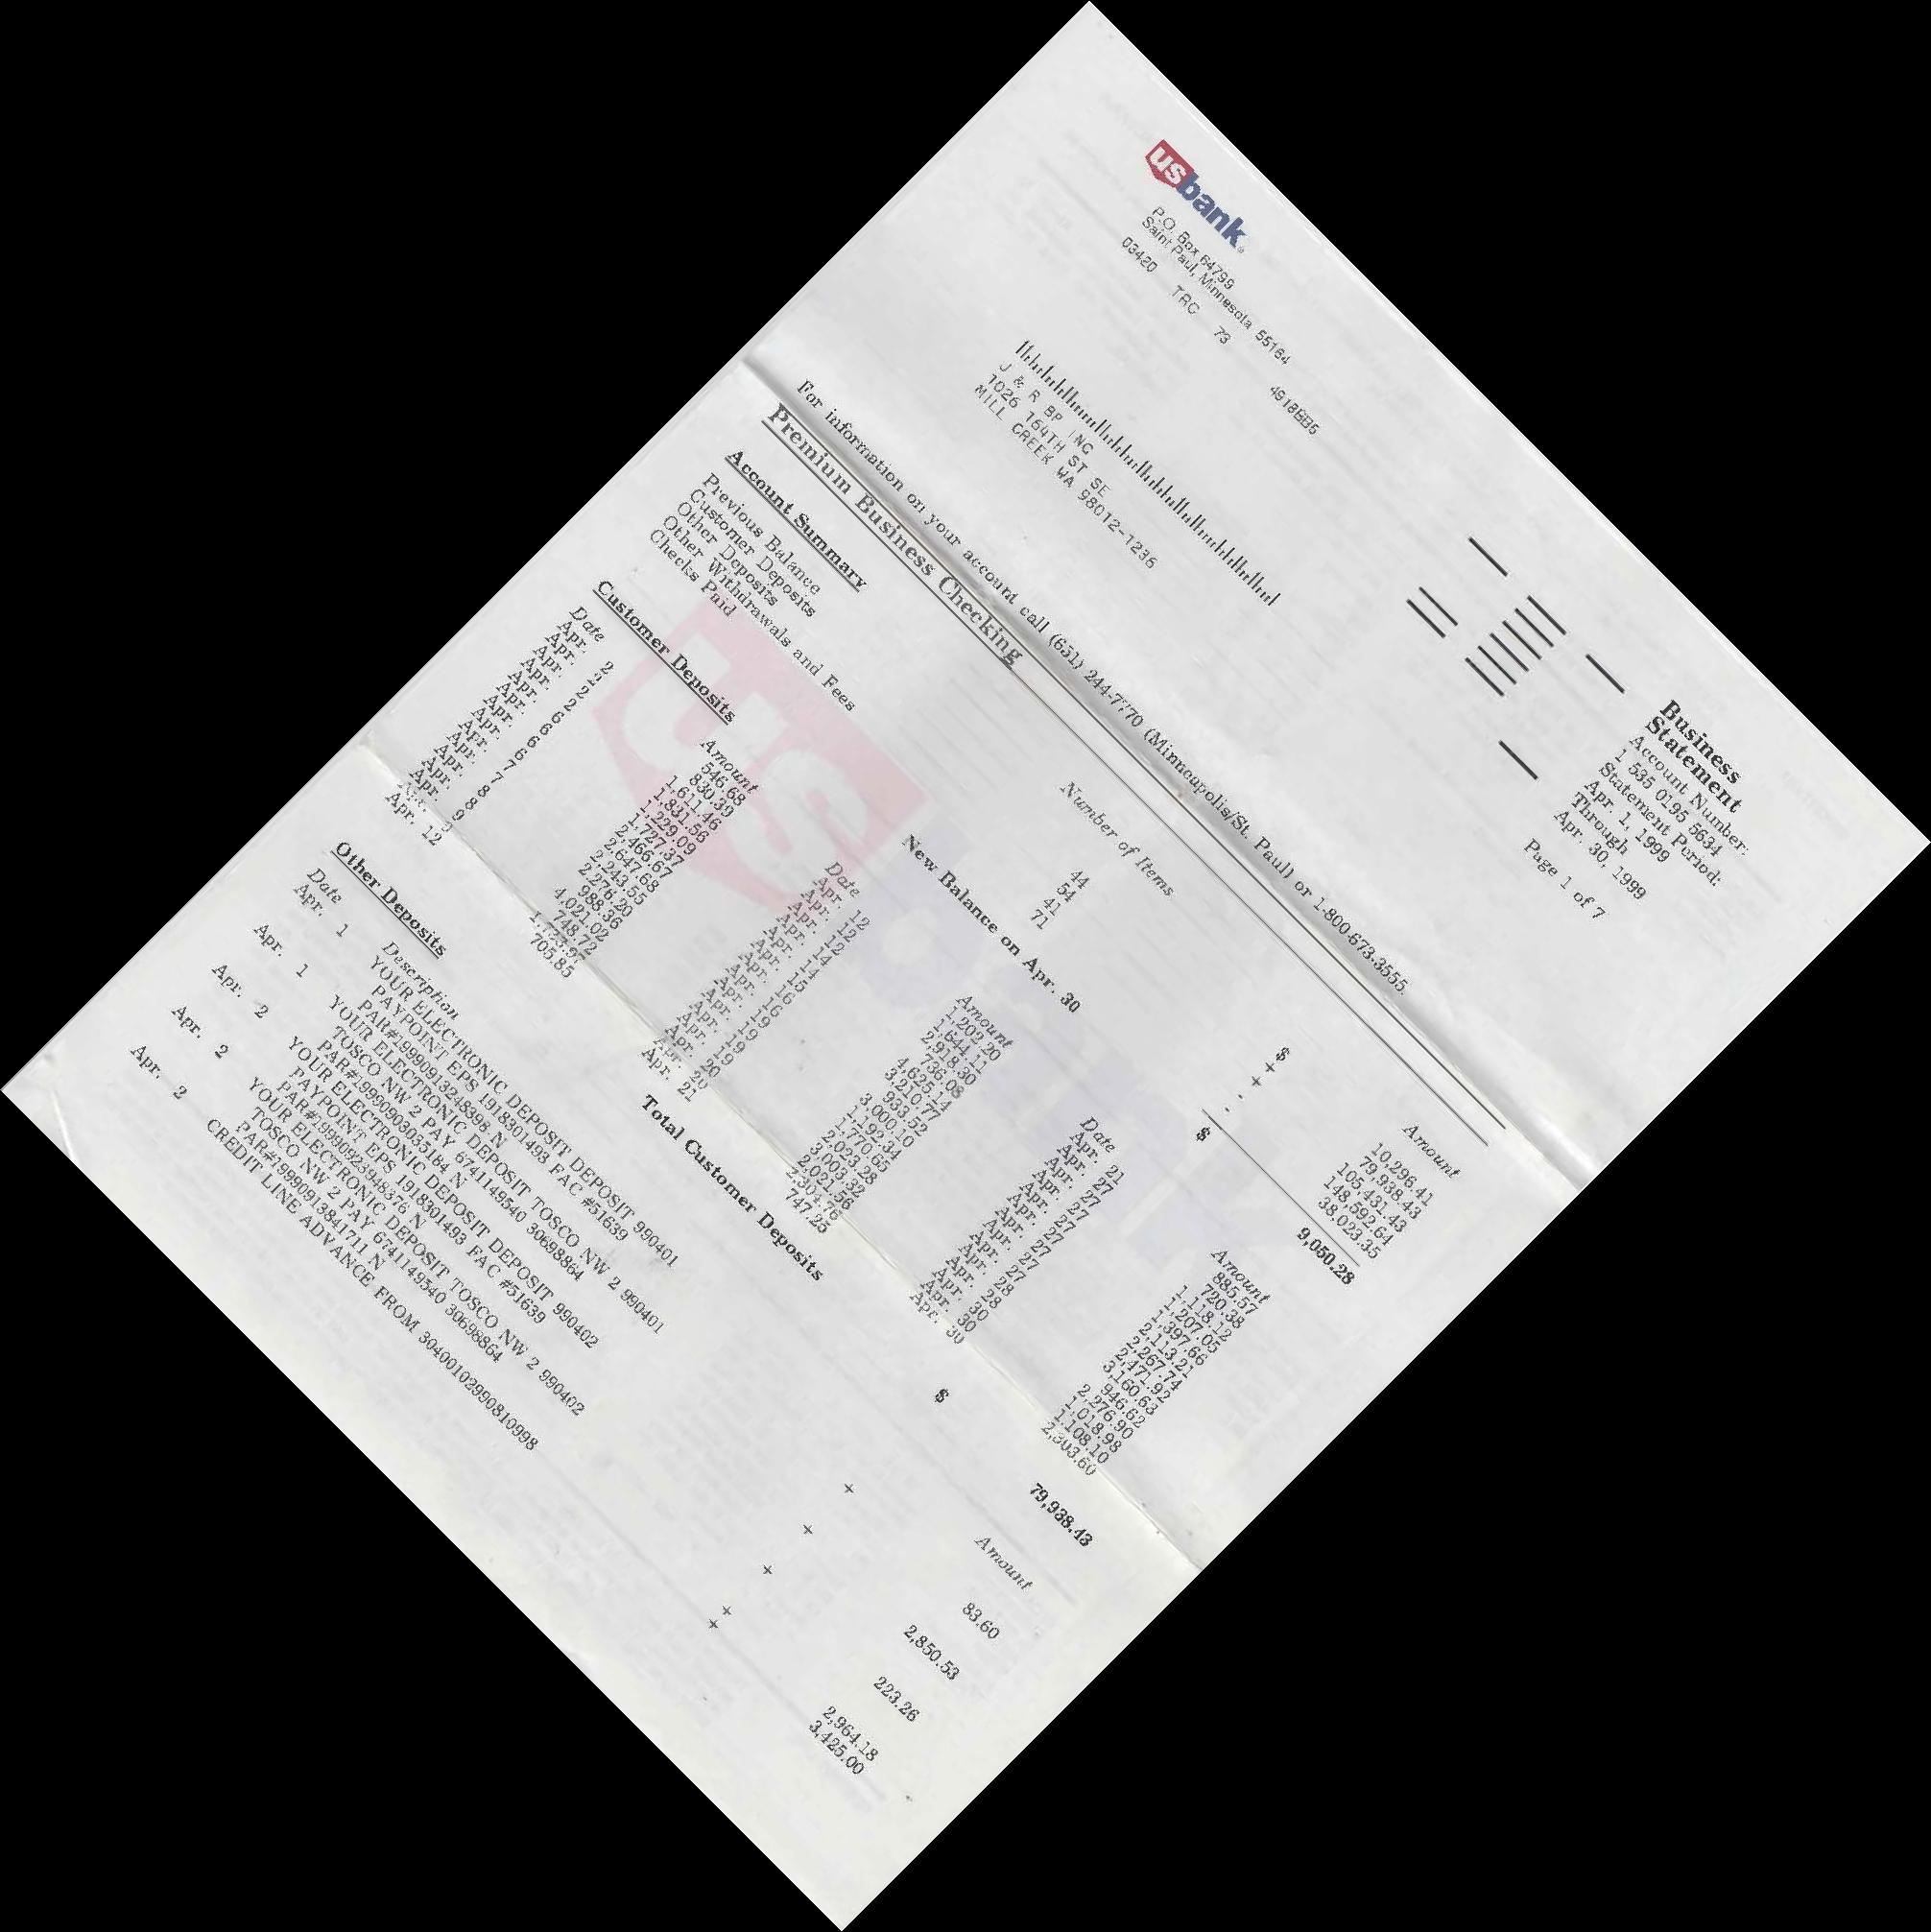 usbank®
P.O. Box 64799
Saint Paul, Minnesota 55164
03420 TRC 73 4918BB5
Business
Statement
Account Number:
1 535 0195 5634
Statement Period:
Apr 1, 1999
Through
Apr. 30, 1999
Page 1 of 7
J & R BP INC
1026 164TH ST SE
MILL CREEK WA 98012-1236
For information on your account call (651) 244-7770 (Minneapolis/St. Paul) or 1-800-673-3555.
Premium Business Checking
Account Summary
Number of Items Amount
Previous Balance $ 10,296.41
Customer Deposits 44 + 79,938.43
Other Deposits 54 + 105,431.43
Other Withdrawals and Fees 41 - 148,592.64
Checks Paid 71 - 38,023.35
New Balance on Apr. 30 $ 9,050.28
Customer Deposits
Date Amount Date Amount Date Amount
Apr. 2 546.68 Apr. 12 1,202.20 Apr. 21 885.57
Apr. 2 830.39 Apr. 12 1,644.11 Apr. 27 720.38
Apr. 2 1,611.46 Apr. 12 2,918.30 Apr. 27 1,118.12
Apr. 2 1,831.56 Apr. 14 736.08 Apr. 27 1,207.05
Apr. 6 1,229.09 Apr. 14 4,625.14 Apr. 27 1,397.66
Apr. 6 1,727.37 Apr. 15 3,210.77 Apr. 27 2,113.21
Apr. 6 2,466.67 Apr. 16 933.52 Apr. 27 2,267.74
Apr. 6 2,647.68 Apr. 16 3,000.10 Apr. 27 2,471.92
Apr. 7 2,243.55 Apr. 19 1,192.34 Apr. 27 3,160.63
Apr. 7 2,276.20 Apr. 19 1,770.65 Apr. 28 946.62
Apr. 8 988.36 Apr. 19 2,023.28 Apr. 28 2,276.90
Apr. 8 4,021.02 Apr. 19 3,003.32 Apr. 30 1,018.98
Apr. 9 748.72 Apr. 20 2,021.56 Apr. 30 1,108.10
Apr. 9 1,733.97 Apr. 20 2,304.76 Apr. 30 2,303.60
Apr. 12 705.85 Apr. 21 747.25
Total Customer Deposits $ 79,938.43
Other Deposits
Date Description Amount
Apr. 1 YOUR ELECTRONIC DEPOSIT DEPOSIT 990401
PAYPOINT EPS 1918301493 FAC #51639
PAR#19990913248398 N + 83.60
Apr. 1 YOUR ELECTRONIC DEPOSIT TOSCO NW 2 990401
TOSCO NW 2 PAY 6741149540 30698864
PAR#19990903035184 N + 2,850.53
Apr. 2 YOUR ELECTRONIC DEPOSIT DEPOSIT 990402
PAYPOINT EPS 1918301493 FAC #51639
PAR#199909223948376 N + 223.26
Apr. 2 YOUR ELECTRONIC DEPOSIT TOSCO NW 2 990402
TOSCO NW 2 PAY 6741149540 30698864
PAR#199909138417​11 N + 2,964.18
Apr. 2 CREDIT LINE ADVANCE FROM 3040010299081099​8 + 3,425.00